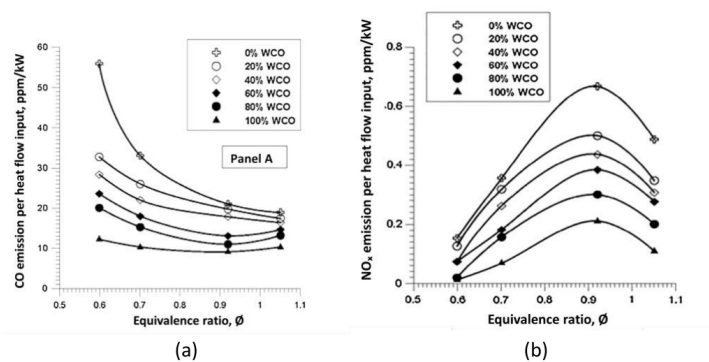 CO emission per heat flow input, ppm/kW
60
50
40
30
20
10
0
0.5
0.6
0.7
0.8
0.9
1
1.1
Equivalence ratio, Ø
0% WCO
20% WCO
40% WCO
60% WCO
80% WCO
100% WCO
Panel A
(a)
NOx emission per heat flow input, ppm/kW
0.8
0.6
0.4
0.2
0
0.5
0.6
0.7
0.8
0.9
1
1.1
Equivalence ratio, Ø
0% WCO
20% WCO
40% WCO
60% WCO
80% WCO
100% WCO
(b)